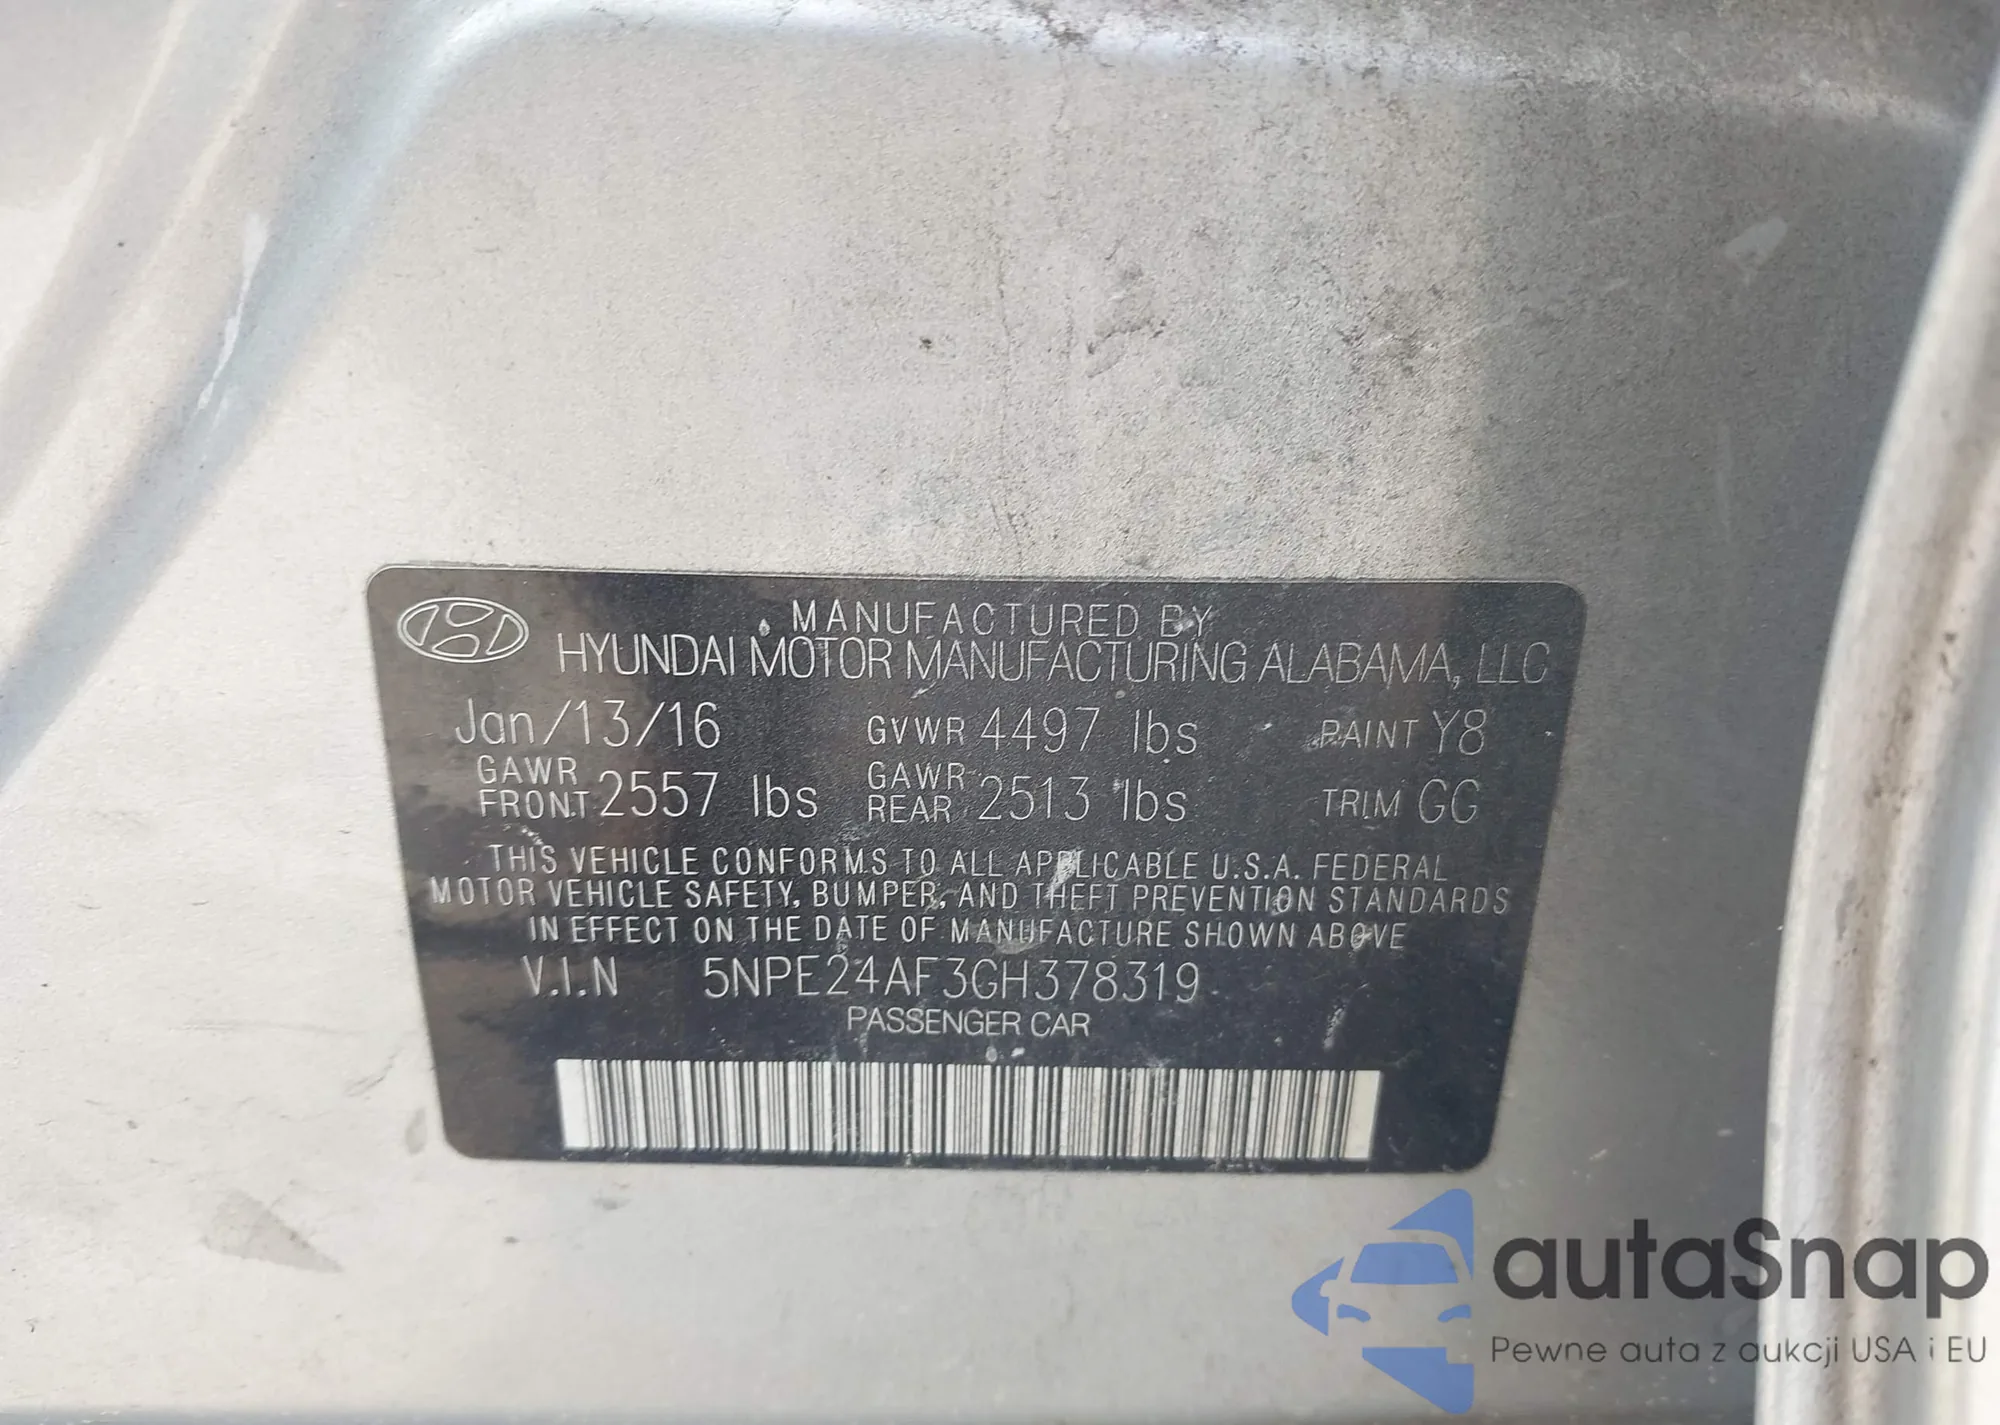 MANUFACTURED BY
HYUNDAI MOTOR MANUFACTURING ALABAMA, LLC
Jan/13/16 GVWR 4497 lbs PAINT Y8
GAWR FRONT 2557 lbs GAWR REAR 2513 lbs TRIM GG
THIS VEHICLE CONFORMS TO ALL APPLICABLE U.S.A. FEDERAL
MOTOR VEHICLE SAFETY, BUMPER, AND THEFT PREVENTION STANDARDS
IN EFFECT ON THE DATE OF MANUFACTURE SHOWN ABOVE
V.I.N 5NPE24AF3GH378319
PASSENGER CAR
autaSnap
Pewne auta z aukcji USA i EU